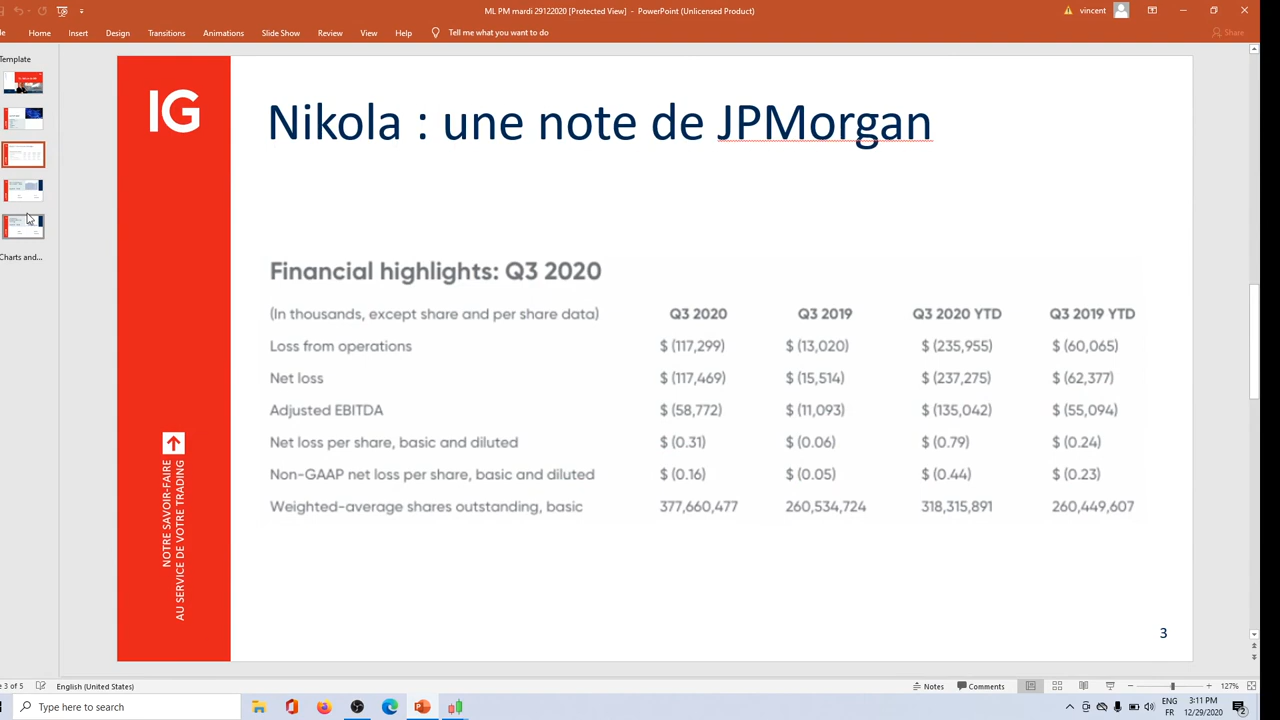 ML PM mardi 29122020 [Protected View] - PowerPoint (Unlicensed Product)
vincent
Home Insert Design Transitions Animations Slide Show Review View Help Tell me what you want to do Share
Template
Charts and...
IG
NOTRE SAVOIR-FAIRE
AU SERVICE DE VOTRE TRADING
Nikola : une note de JPMorgan
Financial highlights: Q3 2020
(In thousands, except share and per share data) Q3 2020 Q3 2019 Q3 2020 YTD Q3 2019 YTD
Loss from operations $ (117,299) $ (13,020) $ (235,955) $ (60,065)
Net loss $ (117,469) $ (15,514) $ (237,275) $ (62,377)
Adjusted EBITDA $ (58,772) $ (11,093) $ (135,042) $ (55,094)
Net loss per share, basic and diluted $ (0.31) $ (0.06) $ (0.79) $ (0.24)
Non-GAAP net loss per share, basic and diluted $ (0.16) $ (0.05) $ (0.44) $ (0.23)
Weighted-average shares outstanding, basic 377,660,477 260,534,724 318,315,891 260,449,607
3
3 of 5 English (United States) Notes Comments 127%
Type here to search
ENG 3:11 PM
FR 12/29/2020